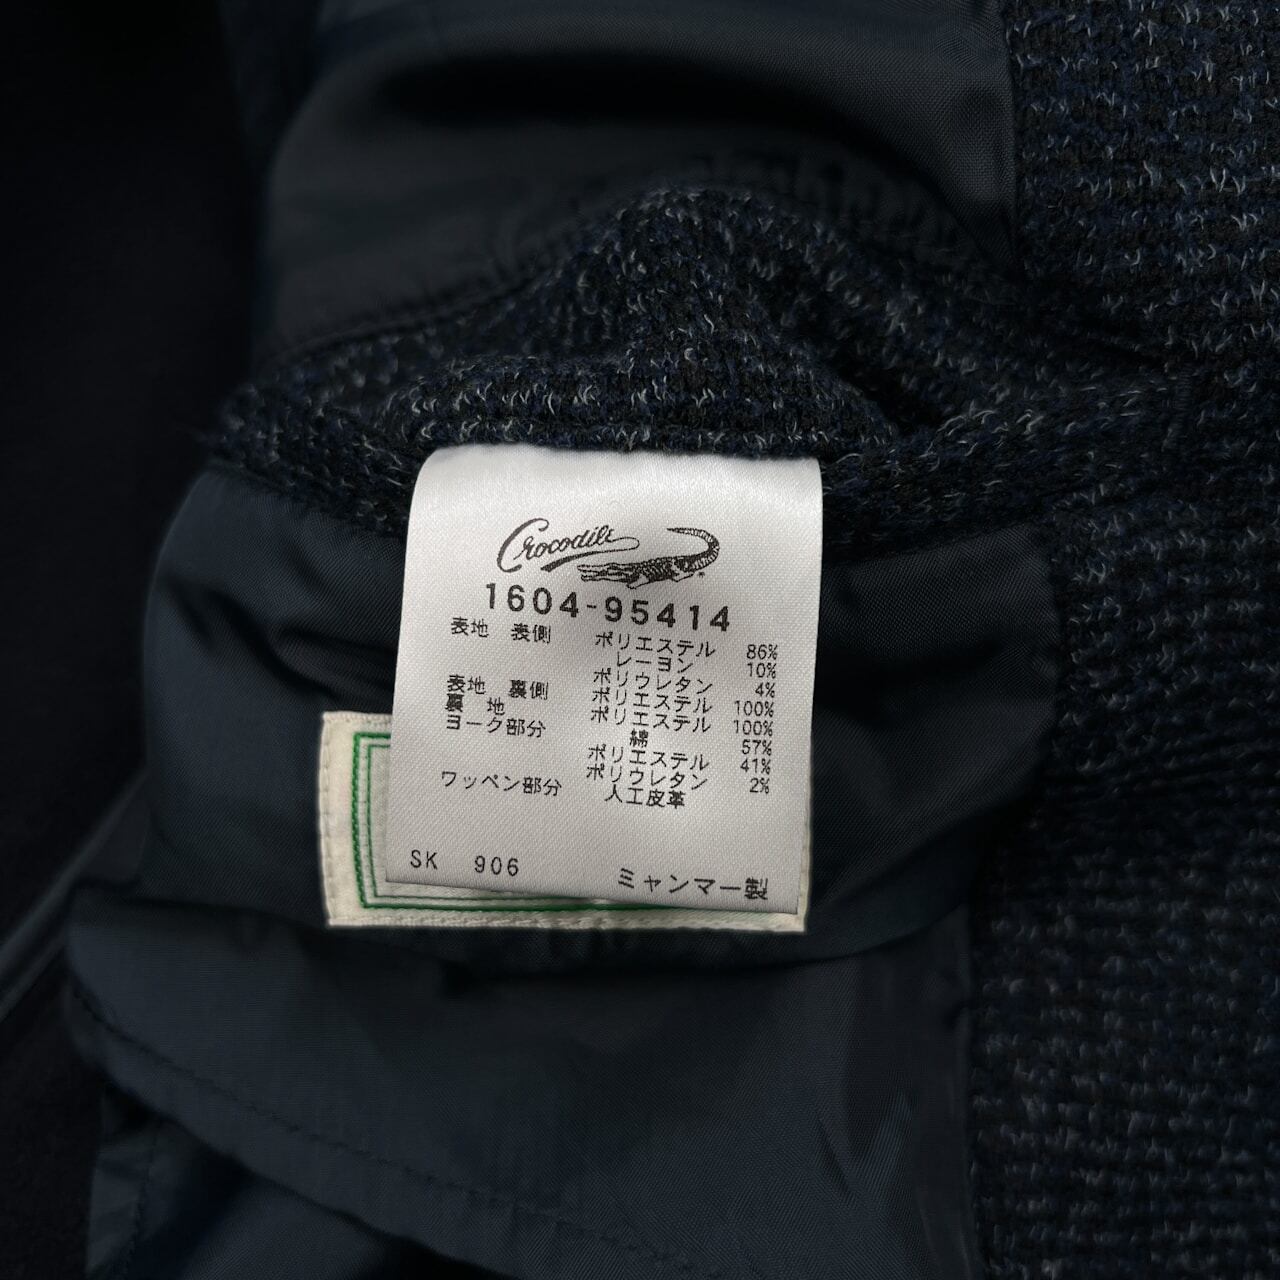 Crocodile
1604-95414
表地 表側 ポリエステル 86%
レーヨン 10%
ポリウレタン 4%
表地 裏側 ポリエステル 100%
裏 地 ポリエステル 100%
ヨーク部分 綿 57%
ポリエステル 41%
ポリウレタン 2%
ワッペン部分 人工皮革
SK 906
ミャンマー製